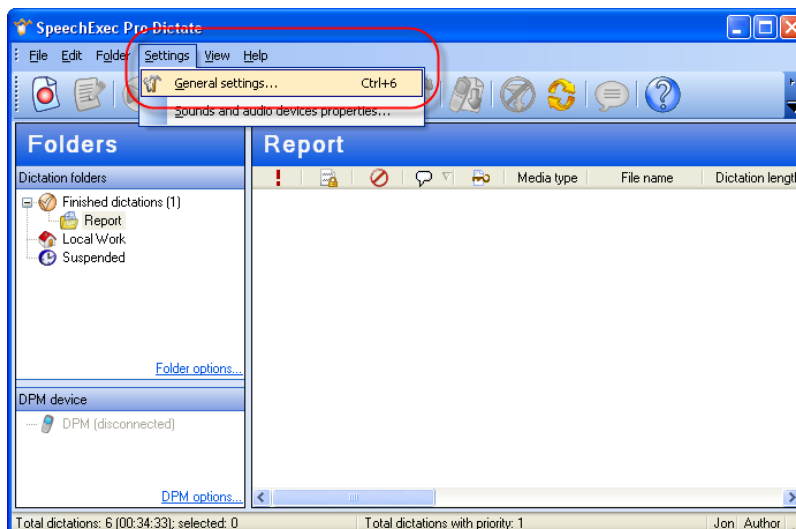 SpeechExec Pro Dictate
File Edit Folder Settings View Help
General settings... Ctrl+6
Sounds and audio devices properties...
Folders
Report
Dictation folders
Media type File name Dictation length
Finished dictations (1)
Report
Local Work
Suspended
Folder options...
DPM device
DPM (disconnected)
DPM options...
Total dictations: 6 (00:34:33); selected: 0 Total dictations with priority: 1 Jon Author